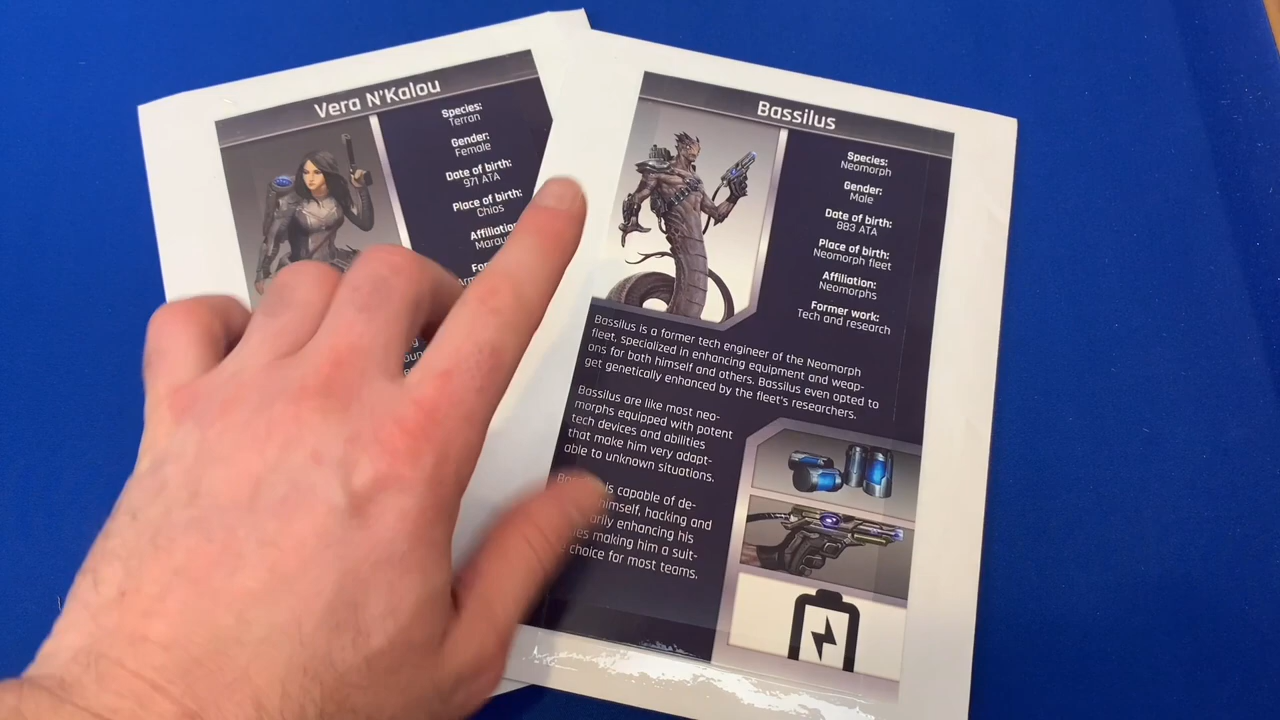 Vera N'Kalou
Species:
Terran
Gender:
Female
Date of birth:
971 ATA
Place of birth:
Chios
Bassilus
Species:
Neomorph
Gender:
Male
Date of birth:
883 ATA
Place of birth:
Neomorph fleet
Affiliation:
Neomorphs
Former work:
Tech and research
Bassilus is a former tech engineer of the Neomorph
fleet, specialized in enhancing equipment and weap-
ons for both himself and others. Bassilus even opted to
get genetically enhanced by the fleet's researchers.
Bassilus are like most neo-
morphs equipped with potent
tech devices and abilities
that make him very adapt-
able to unknown situations.
is capable of de-
himself, hacking and
enhancing his
making him a suit-
choice for most teams.